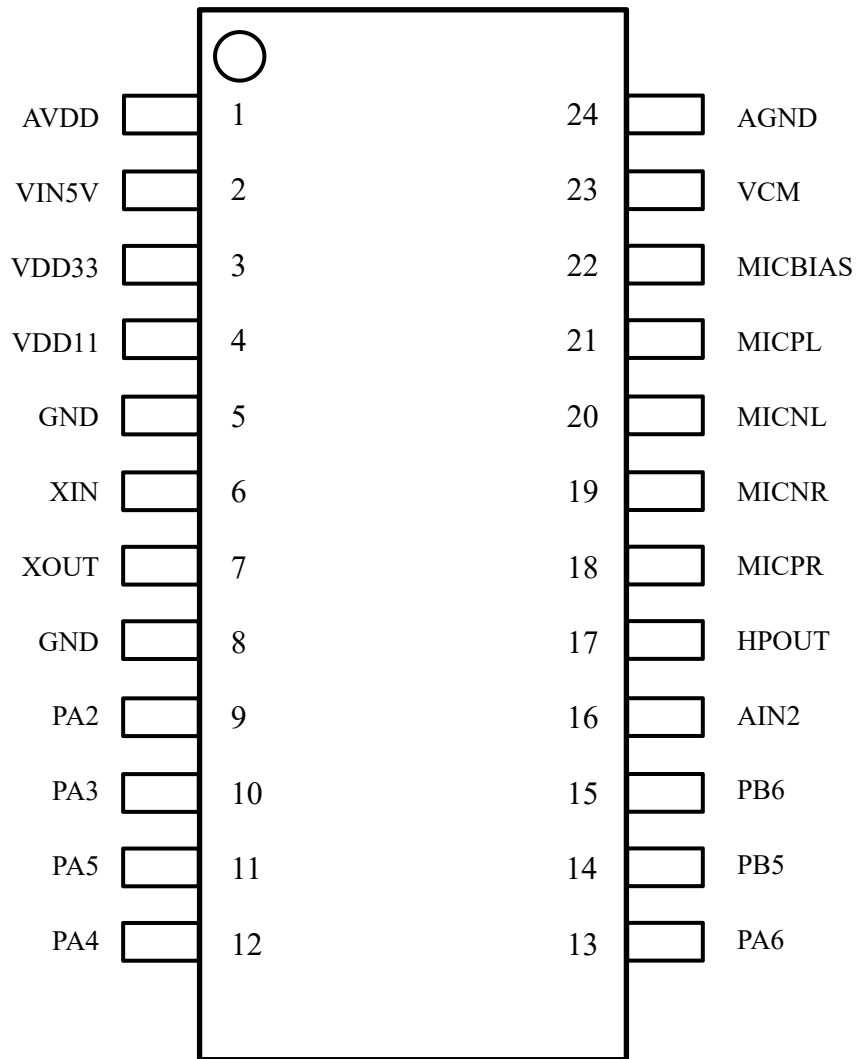 AVDD 1 24 AGND
VIN5V 2 23 VCM
VDD33 3 22 MICBIAS
VDD11 4 21 MICPL
GND 5 20 MICNL
XIN 6 19 MICNR
XOUT 7 18 MICPR
GND 8 17 HPOUT
PA2 9 16 AIN2
PA3 10 15 PB6
PA5 11 14 PB5
PA4 12 13 PA6